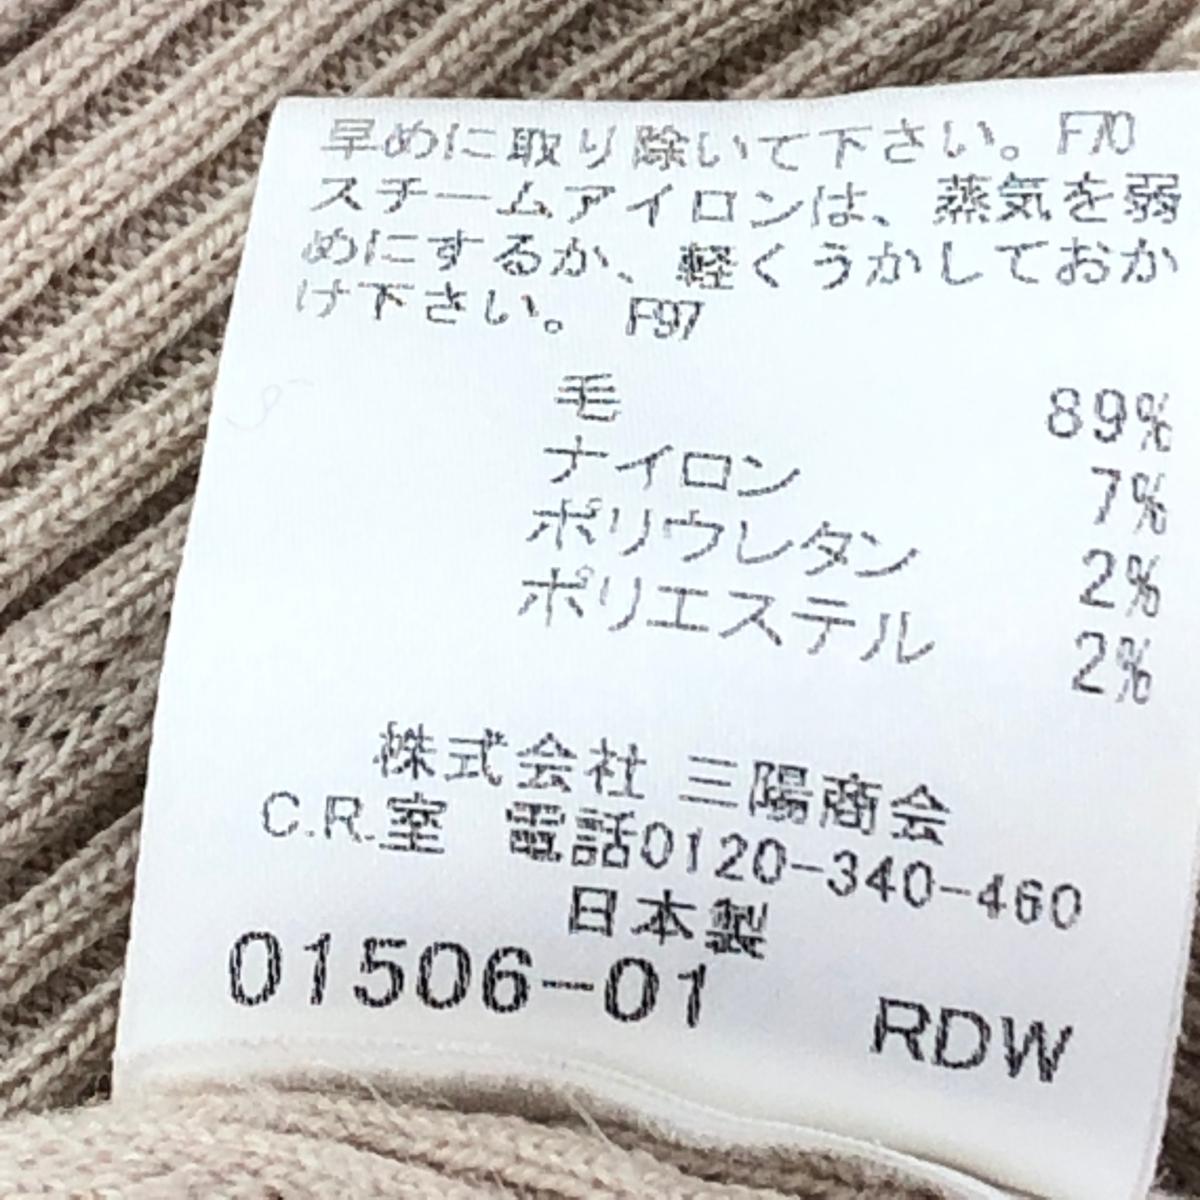 早めに取り除いて下さい。F70
スチームアイロンは、蒸気を弱
めにするか、軽くうかしておか
け下さい。 F97
毛 89%
ナイロン 7%
ポリウレタン 2%
ポリエステル 2%
株式会社 三陽商会
C.R.室 電話0120-340-460
日本製
01506-01 RDW